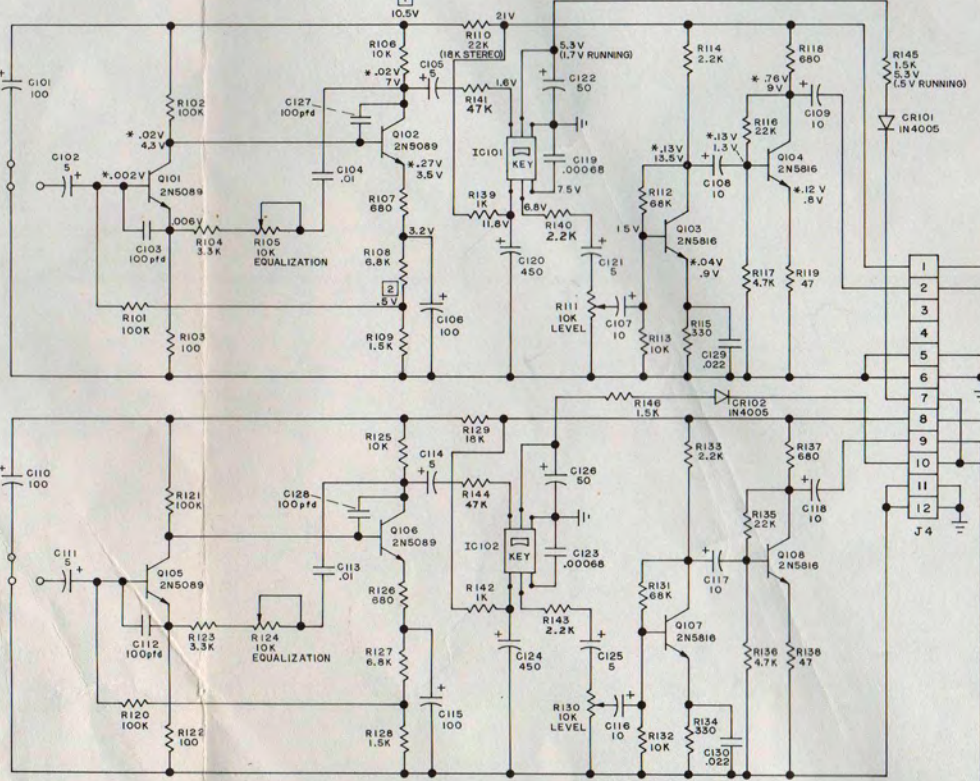 10.5V
21V
R110
22K
(18K STEREO)
5.3V
(1.7V RUNNING)
R106
10K
*.02V
7V
C105
5
+
1.6V
R141
47K
C122
50
+
R114
2.2K
R118
680
R145
1.5K
5.3V
(.5V RUNNING)
+
C101
100
R102
100K
C127
100pfd
Q102
2N5089
IC101
KEY
*.76V
9V
+
C109
10
R116
22K
CR101
IN4005
*.02V
4.3V
*.27V
3.5V
C104
.01
C119
.00068
*.13V
13.5V
*.13V
1.3V
+
C108
10
Q104
2N5816
C102
5
+
*.002V
Q101
2N5089
7.5V
R112
68K
*.12V
.8V
R107
680
R139
1K
6.8V
.006V
C103
100pfd
R104
3.3K
R105
10K
EQUALIZATION
3.2V
11.8V
R140
2.2K
15V
Q103
2N5816
R108
6.8K
2
.5V
+
C120
450
+
C121
5
*.04V
.9V
R101
100K
R103
100
R109
1.5K
+
C106
100
R111
10K
LEVEL
+
C107
10
R113
10K
R115
330
C129
.022
R117
4.7K
R119
47
1
2
3
4
5
6
7
8
9
10
11
12
J4
R146
1.5K
CR102
IN4005
R129
18K
R125
10K
C114
5
+
R144
47K
+
C126
50
R133
2.2K
R137
680
+
C110
100
R121
100K
C128
100pfd
Q106
2N5089
IC102
KEY
+
C118
10
R135
22K
C111
5
+
Q105
2N5089
C113
.01
C123
.00068
+
C117
10
Q108
2N5816
R126
680
R142
1K
R131
68K
C112
100pfd
R123
3.3K
R124
10K
EQUALIZATION
R143
2.2K
Q107
2N5816
R127
6.8K
+
C124
450
+
C125
5
R136
4.7K
R138
47
R120
100K
R122
100
R128
1.5K
+
C115
100
R130
10K
LEVEL
+
C116
10
R132
10K
R134
330
C130
.022